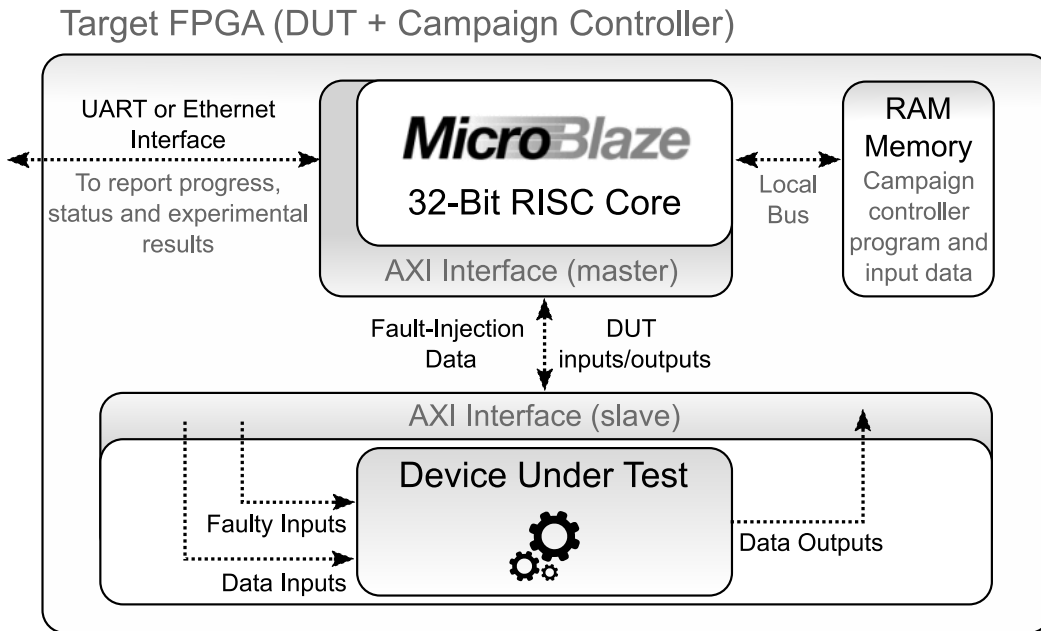 Target FPGA (DUT + Campaign Controller)
UART or Ethernet
Interface
To report progress,
status and experimental
results
MicroBlaze
32-Bit RISC Core
AXI Interface (master)
Local
Bus
RAM
Memory
Campaign
controller
program and
input data
Fault-Injection
Data
DUT
inputs/outputs
AXI Interface (slave)
Device Under Test
Faulty Inputs
Data Inputs
Data Outputs